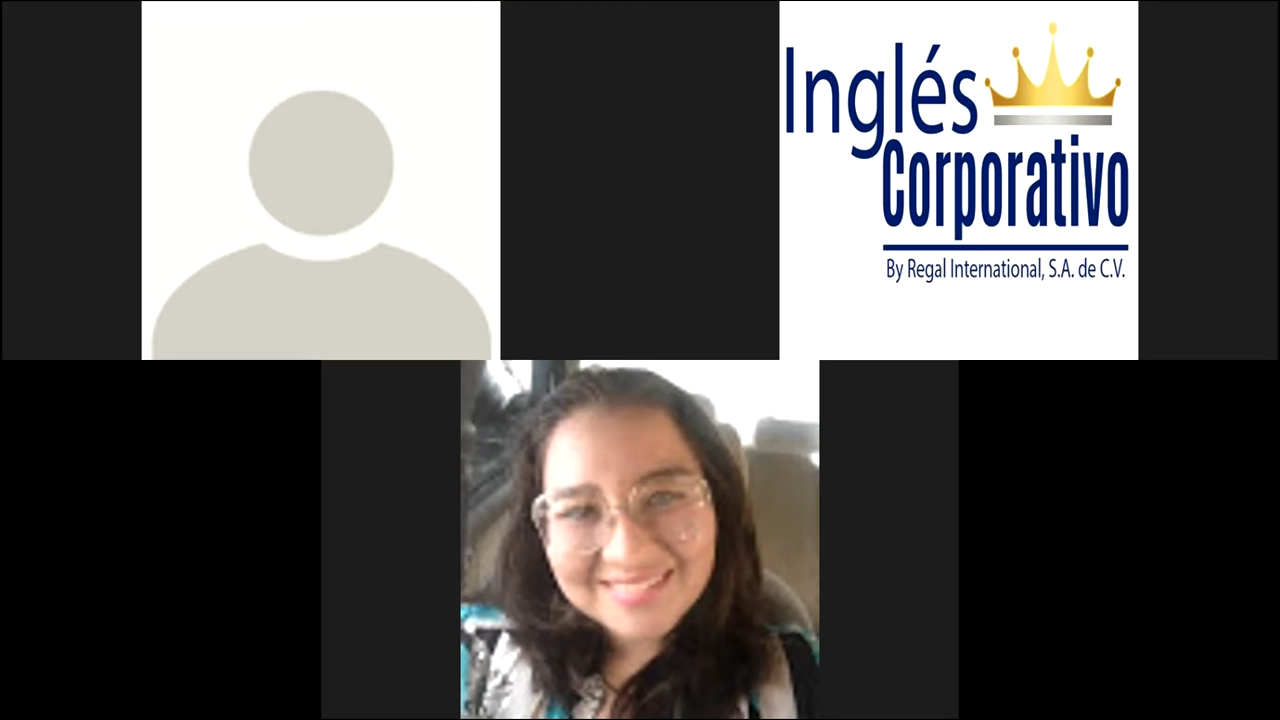 Inglés
Corporativo
By Regal International, S.A. de C.V.